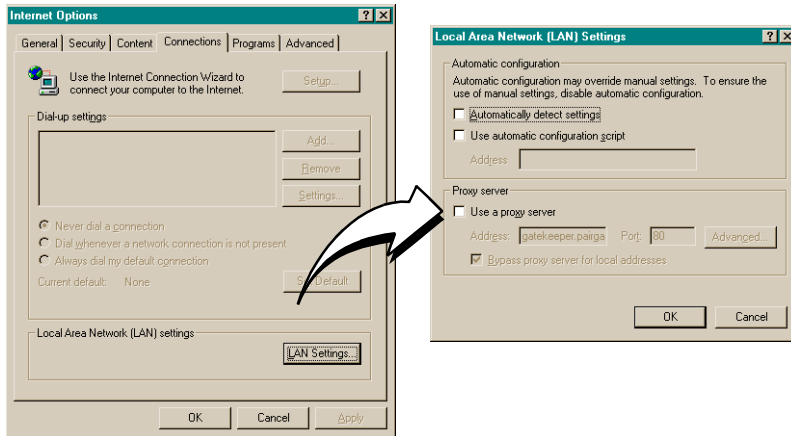 Internet Options
General Security Content Connections Programs Advanced
Use the Internet Connection Wizard to
connect your computer to the Internet.
Setup...
Dial-up settings
Add...
Remove
Settings...
Never dial a connection
Dial whenever a network connection is not present
Always dial my default connection
Current default: None
Default
Local Area Network (LAN) settings
LAN Settings...
OK Cancel Apply
Local Area Network (LAN) Settings
Automatic configuration
Automatic configuration may override manual settings. To ensure the
use of manual settings, disable automatic configuration.
Automatically detect settings
Use automatic configuration script
Address
Proxy server
Use a proxy server
Address: gatekeeper.pairga Port: 80 Advanced...
Bypass proxy server for local addresses
OK Cancel